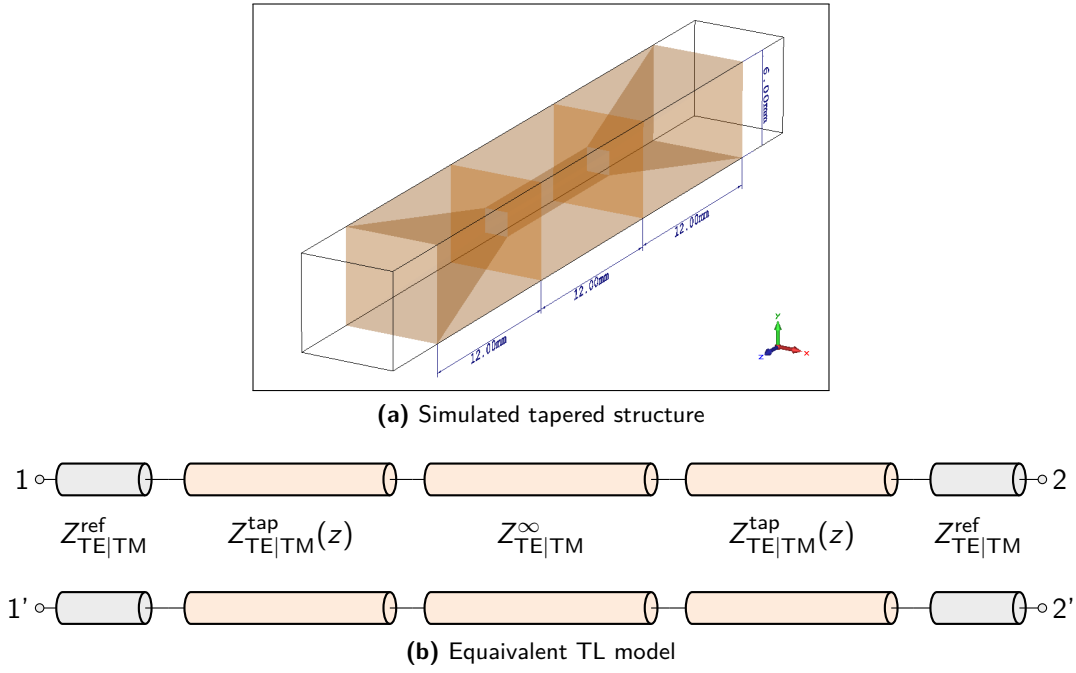 6.00mm
12.00mm
12.00mm
12.00mm
y
x
z
(a) Simulated tapered structure
1 2
Z^ref_TE|TM Z^tap_TE|TM(z) Z^∞_TE|TM Z^tap_TE|TM(z) Z^ref_TE|TM
1' 2'
(b) Equaivalent TL model